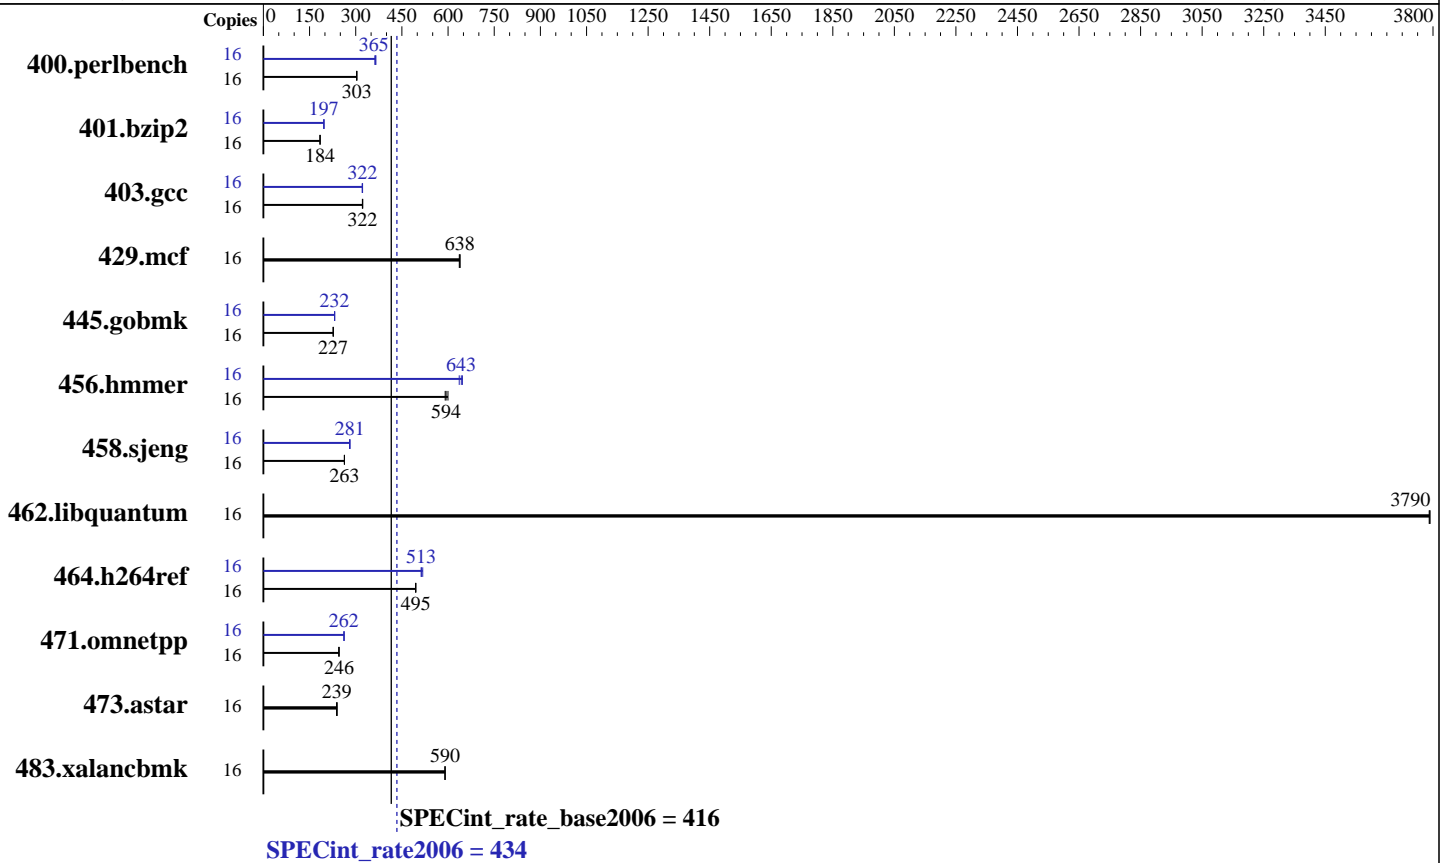 Copies 0 150 300 450 600 750 900 1050 1250 1450 1650 1850 2050 2250 2450 2650 2850 3050 3250 3450 3800
400.perlbench 16 365
16 303
401.bzip2 16 197
16 184
403.gcc 16 322
16 322
429.mcf 16 638
445.gobmk 16 232
16 227
456.hmmer 16 643
16 594
458.sjeng 16 281
16 263
462.libquantum 16 3790
464.h264ref 16 513
16 495
471.omnetpp 16 262
16 246
473.astar 16 239
483.xalancbmk 16 590
SPECint_rate_base2006 = 416
SPECint_rate2006 = 434